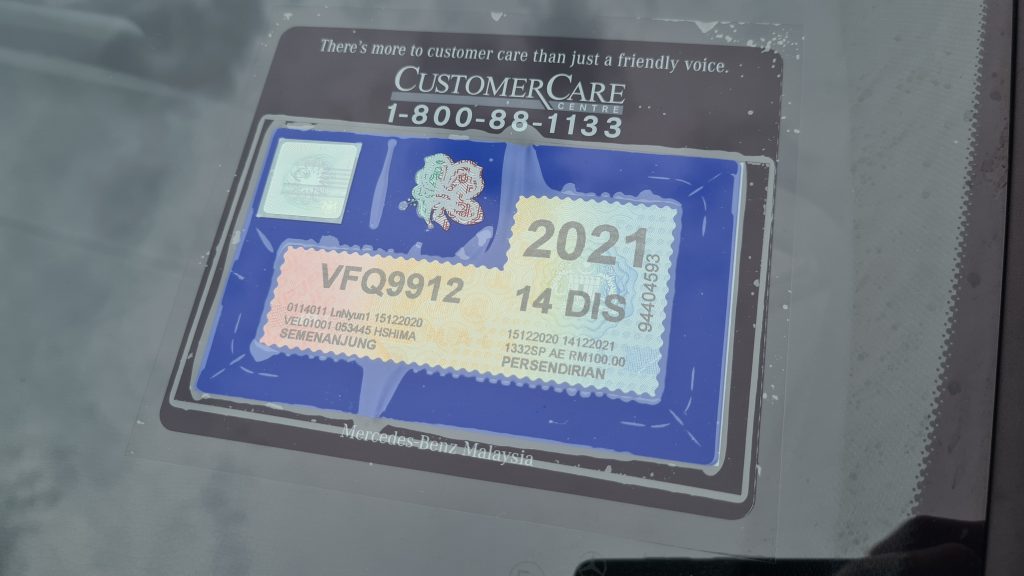 There's more to customer care than just a friendly voice.
CUSTOMERCARE
CENTRE
1-800-88-1133
2021
14 DIS
94404593
VFQ9912
0114011 LnNyun1 15122020
VEL01001 053445 HSHIMA
SEMENANJUNG
15122020 14122021
1332SP AE RM100 00
PERSENDIRIAN
Mercedes-Benz Malaysia